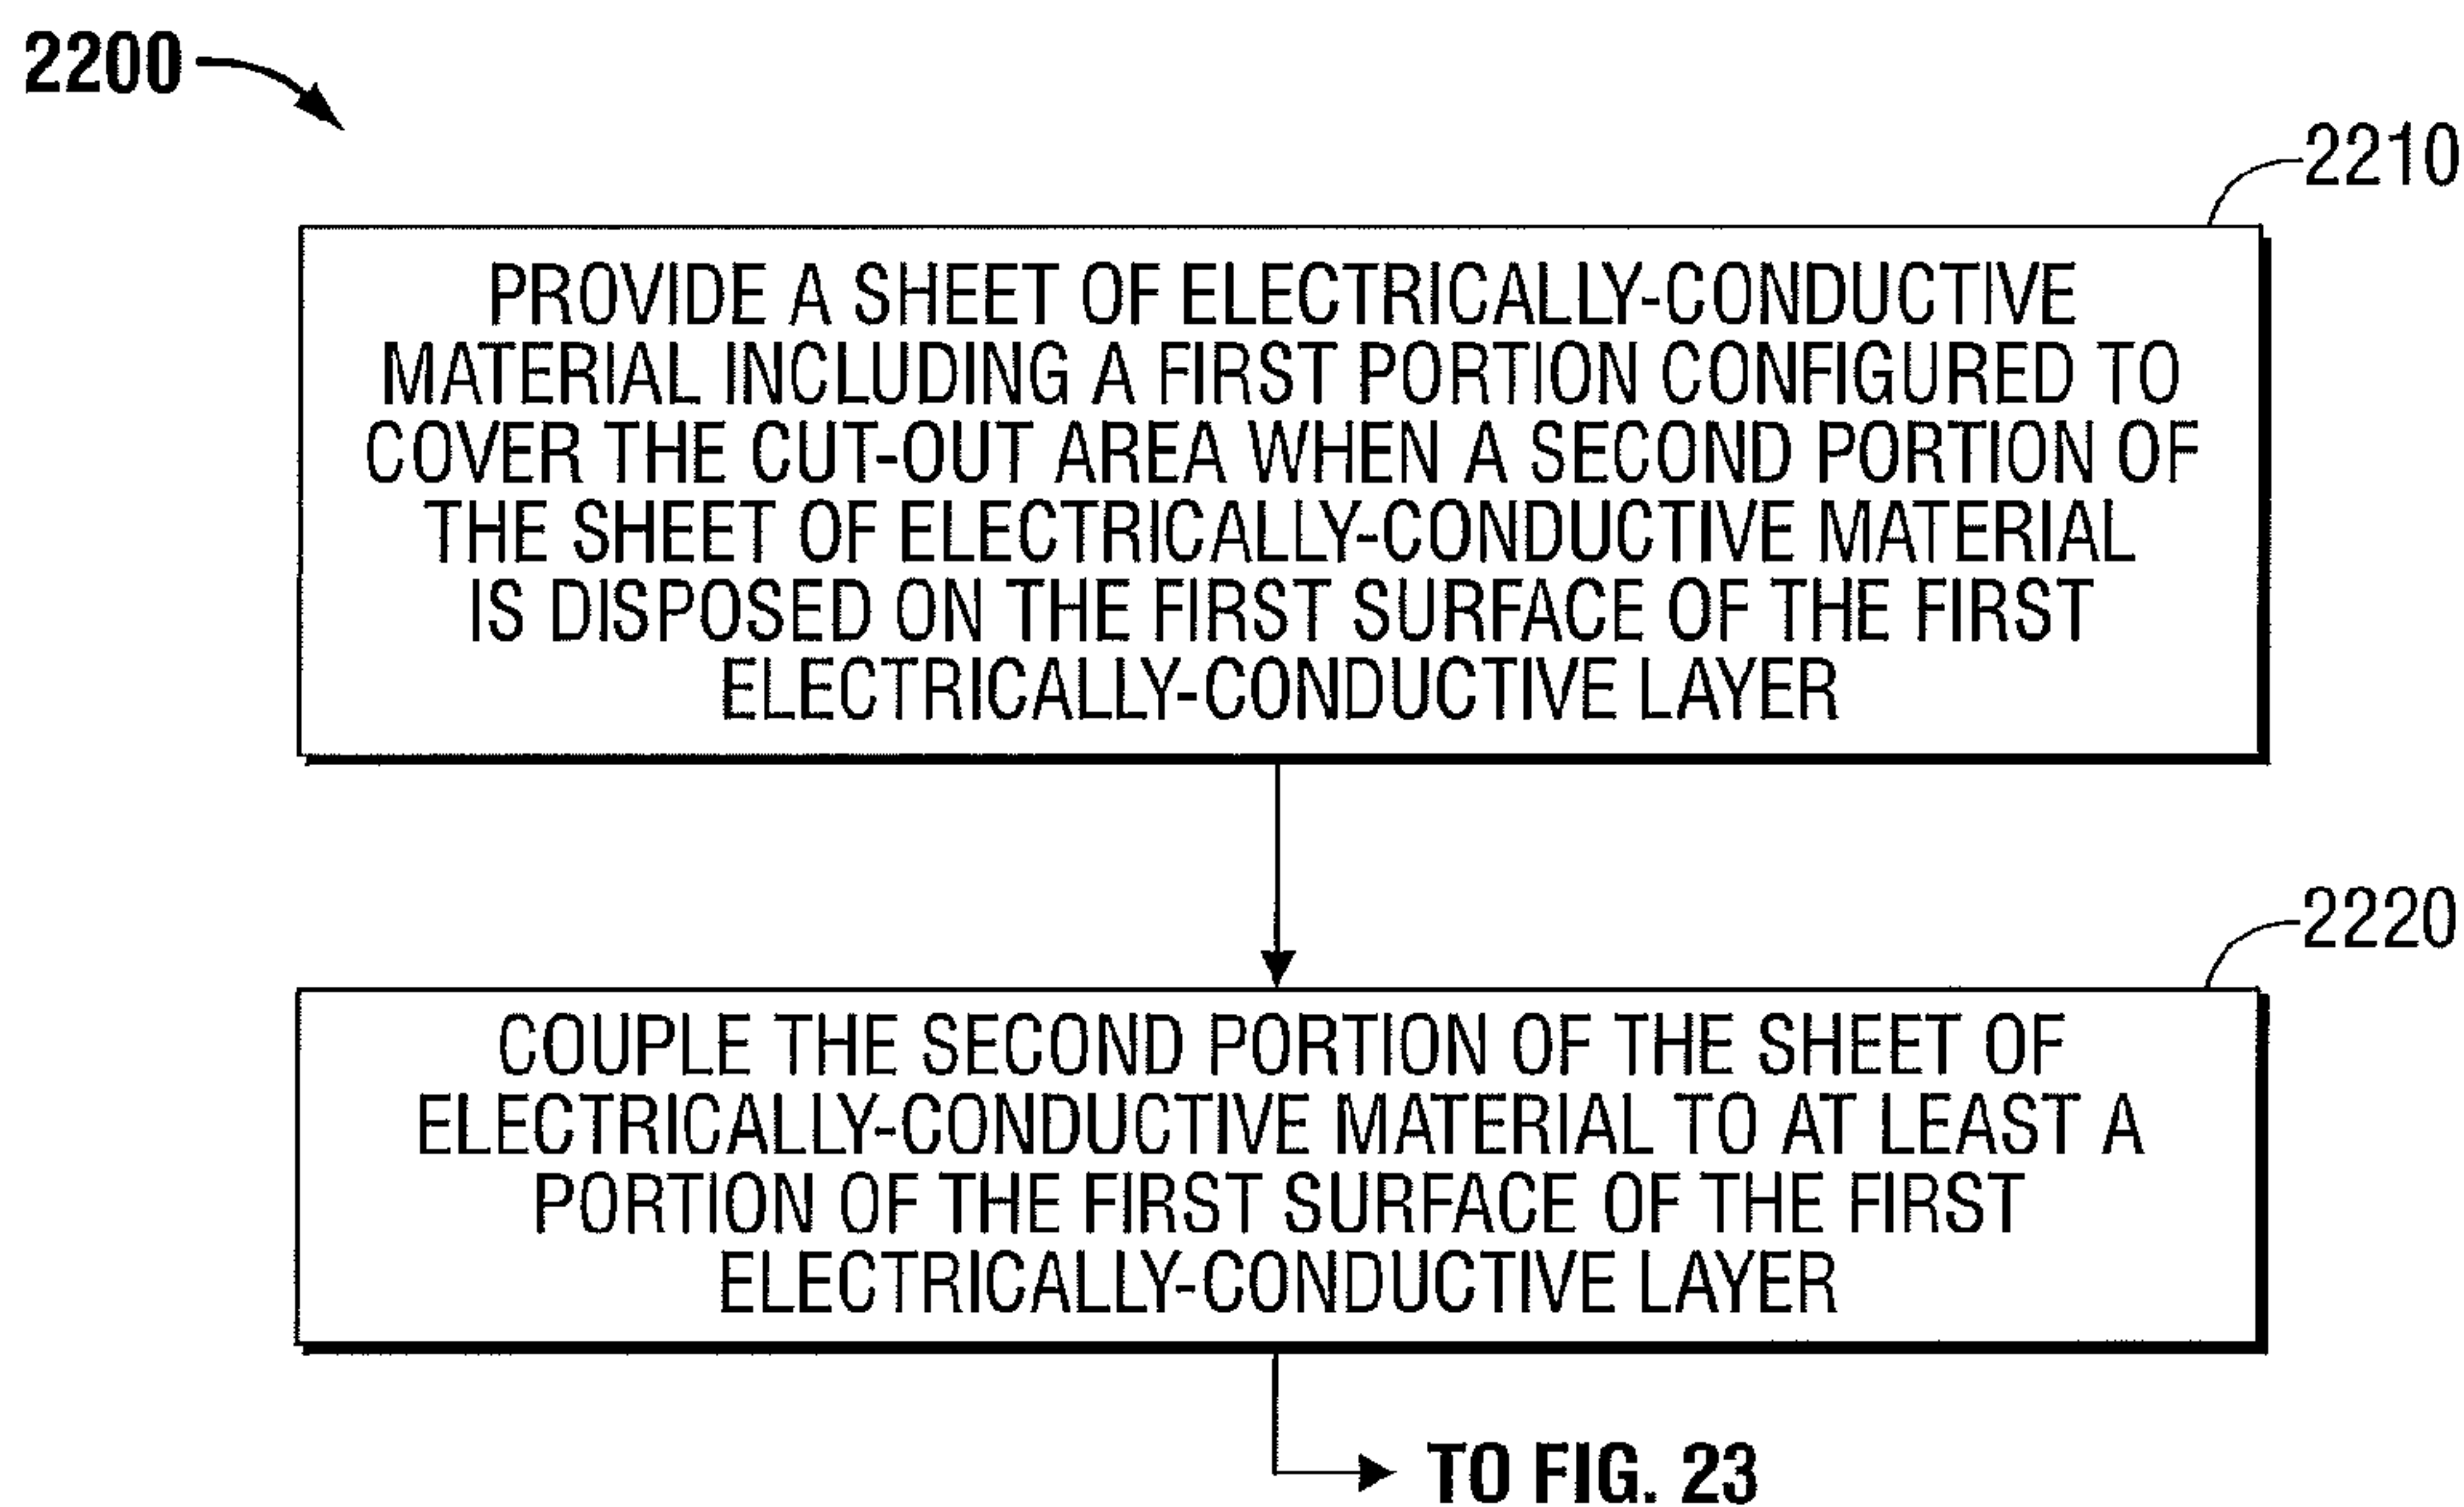 2200
2210
PROVIDE A SHEET OF ELECTRICALLY-CONDUCTIVE
MATERIAL INCLUDING A FIRST PORTION CONFIGURED TO
COVER THE CUT-OUT AREA WHEN A SECOND PORTION OF
THE SHEET OF ELECTRICALLY-CONDUCTIVE MATERIAL
IS DISPOSED ON THE FIRST SURFACE OF THE FIRST
ELECTRICALLY-CONDUCTIVE LAYER
2220
COUPLE THE SECOND PORTION OF THE SHEET OF
ELECTRICALLY-CONDUCTIVE MATERIAL TO AT LEAST A
PORTION OF THE FIRST SURFACE OF THE FIRST
ELECTRICALLY-CONDUCTIVE LAYER
TO FIG. 23